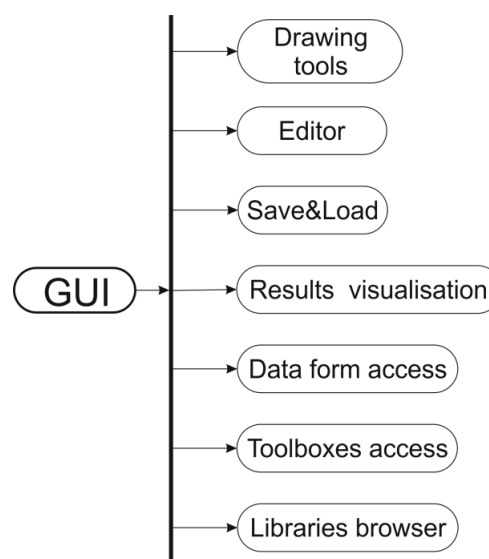 Drawing
tools
Editor
Save&Load
GUI
Results visualisation
Data form access
Toolboxes access
Libraries browser